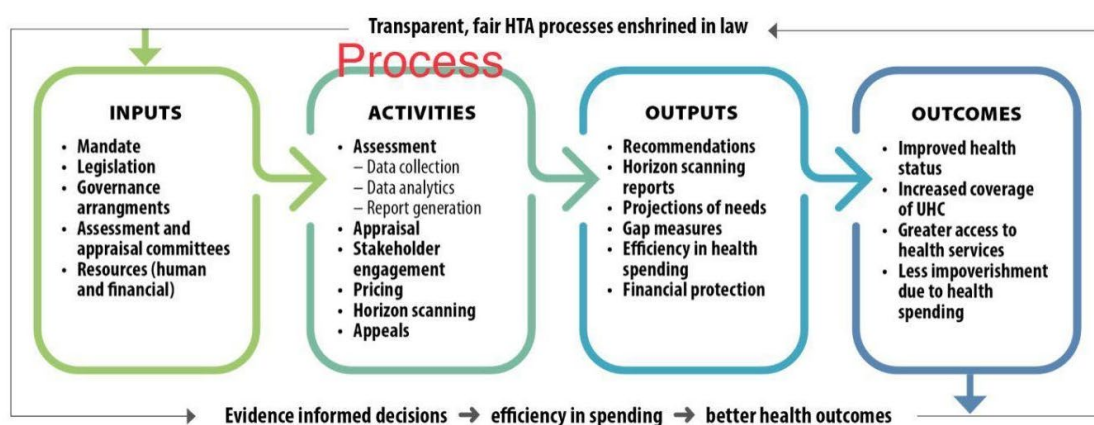 Transparent, fair HTA processes enshrined in law
Process
INPUTS
• Mandate
• Legislation
• Governance
arrangments
• Assessment and
appraisal committees
• Resources (human
and financial)
ACTIVITIES
• Assessment
– Data collection
– Data analytics
– Report generation
• Appraisal
• Stakeholder
engagement
• Pricing
• Horizon scanning
• Appeals
OUTPUTS
• Recommendations
• Horizon scanning
reports
• Projections of needs
• Gap measures
• Efficiency in health
spending
• Financial protection
OUTCOMES
• Improved health
status
• Increased coverage
of UHC
• Greater access to
health services
• Less impoverishment
due to health
spending
Evidence informed decisions → efficiency in spending → better health outcomes